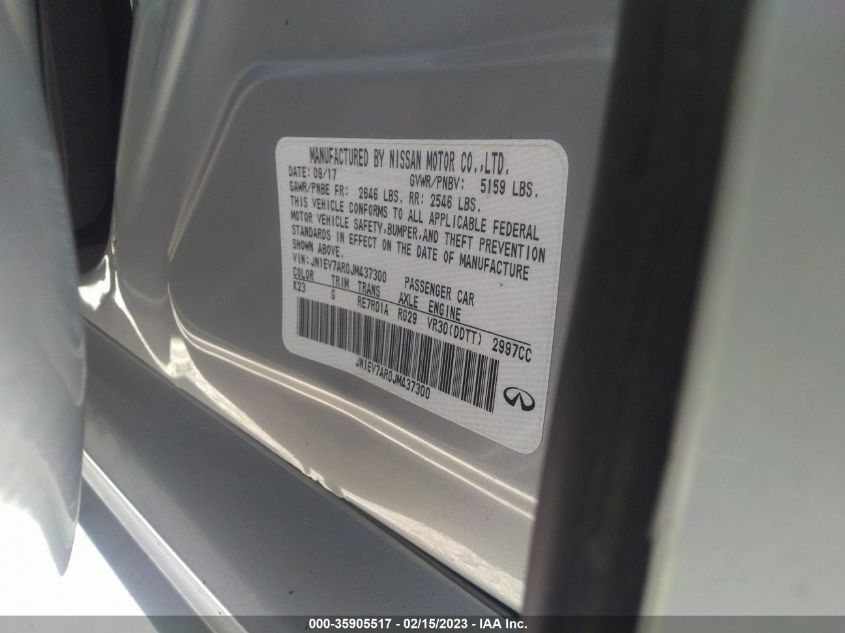 MANUFACTURED BY NISSAN MOTOR CO.,LTD.
DATE: 09/17 GVWR/PNBV: 5159 LBS.
GAWR/PNBE FR: 2646 LBS. RR: 2546 LBS.
THIS VEHICLE CONFORMS TO ALL APPLICABLE FEDERAL
MOTOR VEHICLE SAFETY,BUMPER,AND THEFT PREVENTION
STANDARDS IN EFFECT ON THE DATE OF MANUFACTURE
SHOWN ABOVE.
VIN:JN1EV7AR0JM437300 PASSENGER CAR
COLOR TRIM TRANS AXLE ENGINE
K23 G RE7R01A RG29 VR30(DDTT) 2997CC
JN1EV7AR0JM437300
000-35905517 - 02/15/2023 - IAA Inc.